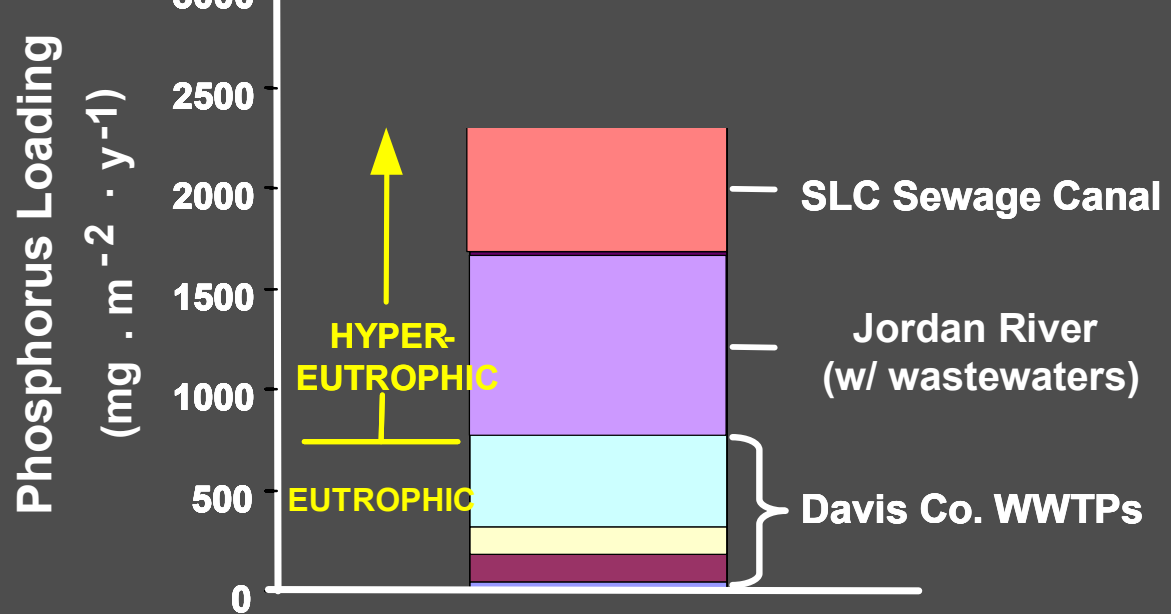 3000
2500
2000
1500
1000
500
0
Phosphorus Loading
(mg . m -2 · y-1)
HYPER-
EUTROPHIC
EUTROPHIC
SLC Sewage Canal
Jordan River
(w/ wastewaters)
Davis Co. WWTPs